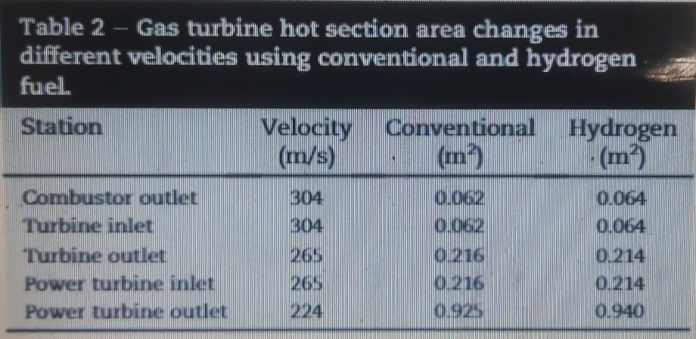 Table 2 – Gas turbine hot section area changes in
different velocities using conventional and hydrogen
fuel.
Station Velocity (m/s) Conventional (m²) Hydrogen (m²)
Combustor outlet 304 0.062 0.064
Turbine inlet 304 0.062 0.064
Turbine outlet 265 0.216 0.214
Power turbine inlet 265 0.216 0.214
Power turbine outlet 224 0.925 0.940